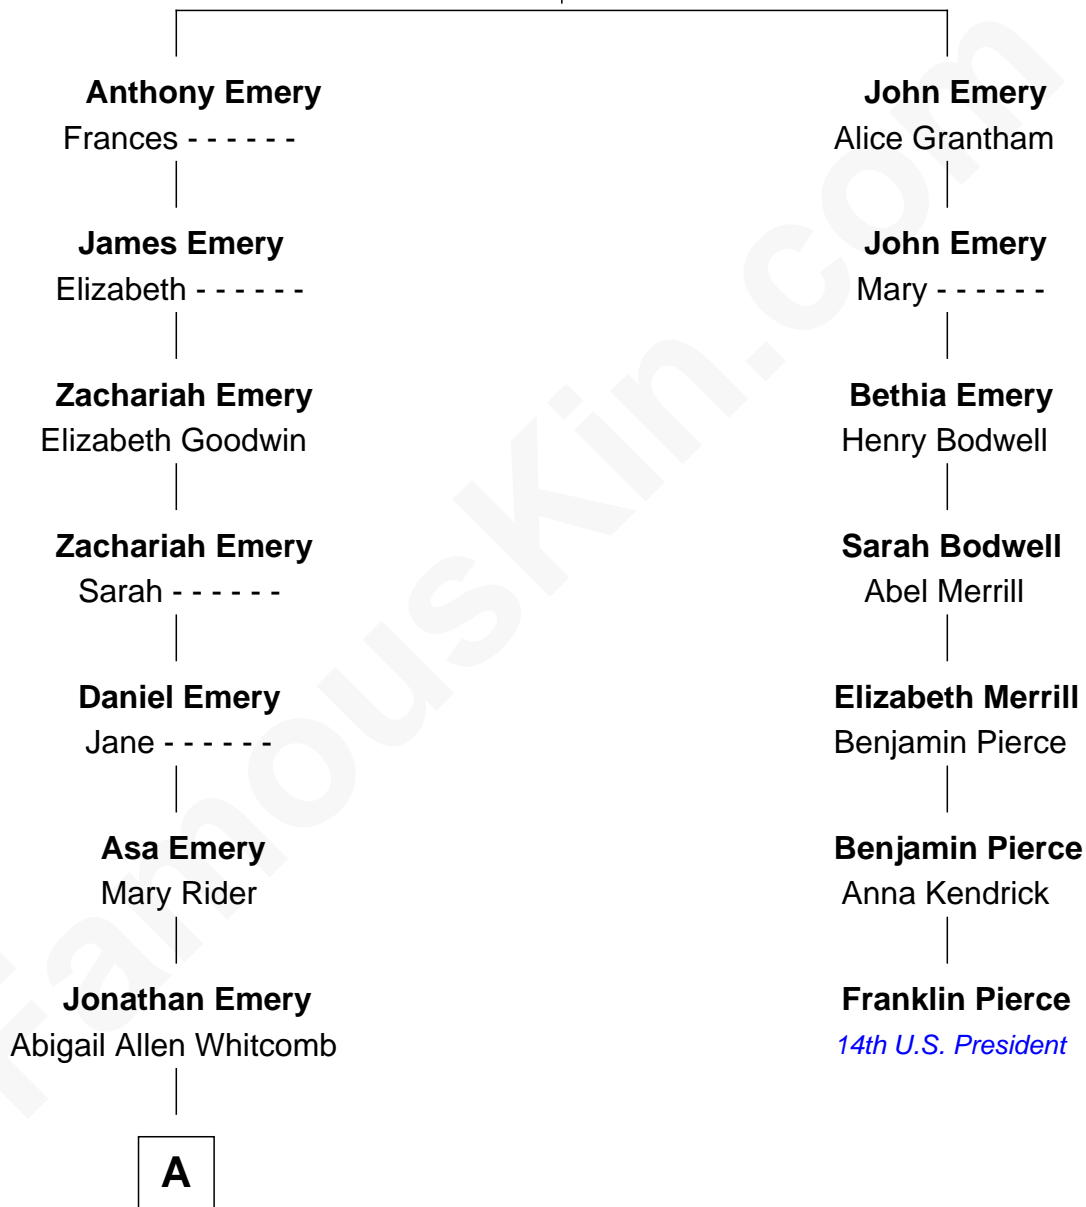 Anthony Emery
Frances - - - - - -
John Emery
Alice Grantham
James Emery
Elizabeth - - - - - -
John Emery
Mary - - - - - -
Zachariah Emery
Elizabeth Goodwin
Bethia Emery
Henry Bodwell
Zachariah Emery
Sarah - - - - - -
Sarah Bodwell
Abel Merrill
Daniel Emery
Jane - - - - - -
Elizabeth Merrill
Benjamin Pierce
Asa Emery
Mary Rider
Benjamin Pierce
Anna Kendrick
Jonathan Emery
Abigail Allen Whitcomb
Franklin Pierce
14th U.S. President
A
FamousKin.com